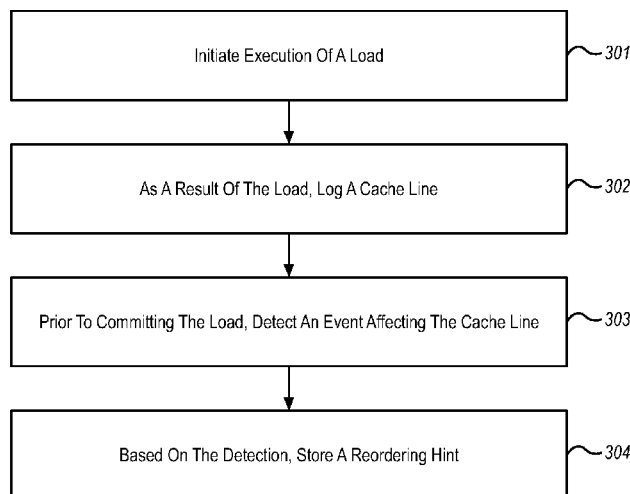 Initiate Execution Of A Load
301
As A Result Of The Load, Log A Cache Line
302
Prior To Committing The Load, Detect An Event Affecting The Cache Line
303
Based On The Detection, Store A Reordering Hint
304